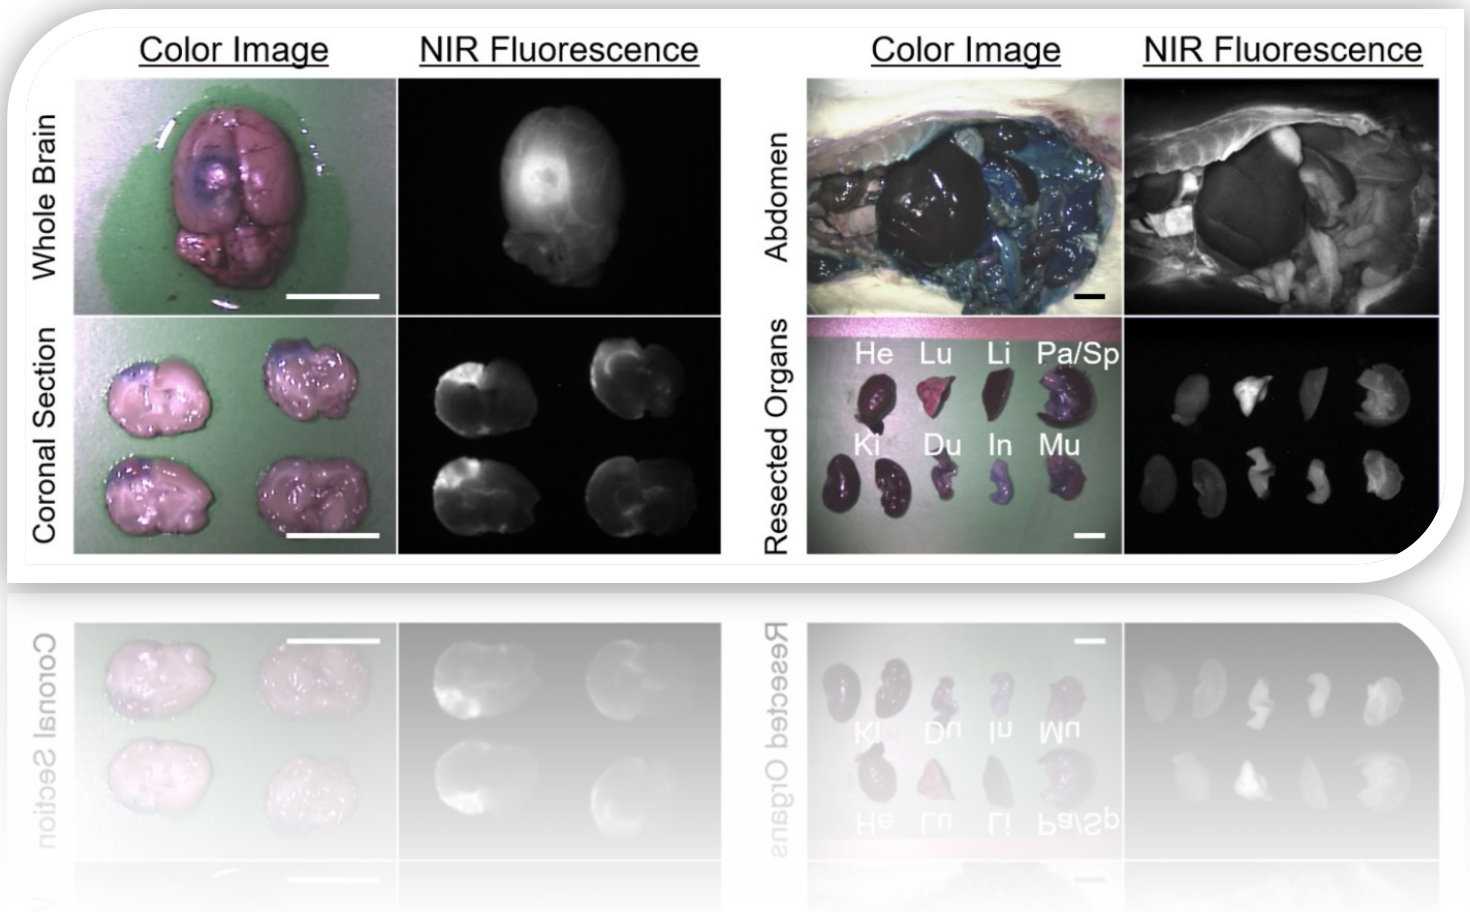 Color Image
NIR Fluorescence
Color Image
NIR Fluorescence
Whole Brain
Abdomen
Coronal Section
Resected Organs
He Lu Li Pa/Sp
Ki Du In Mu